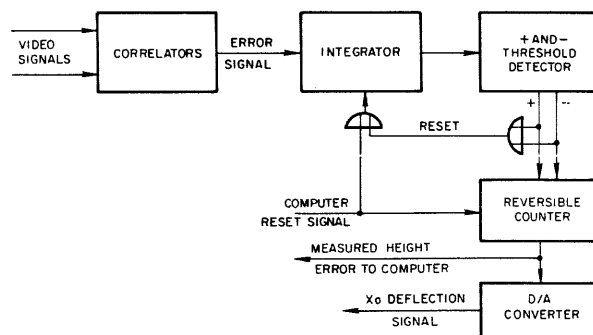 VIDEO
SIGNALS
CORRELATORS
ERROR
SIGNAL
INTEGRATOR
+ AND -
THRESHOLD
DETECTOR
+
--
RESET
COMPUTER
RESET SIGNAL
REVERSIBLE
COUNTER
MEASURED HEIGHT
ERROR TO COMPUTER
Xo DEFLECTION
SIGNAL
D/A
CONVERTER